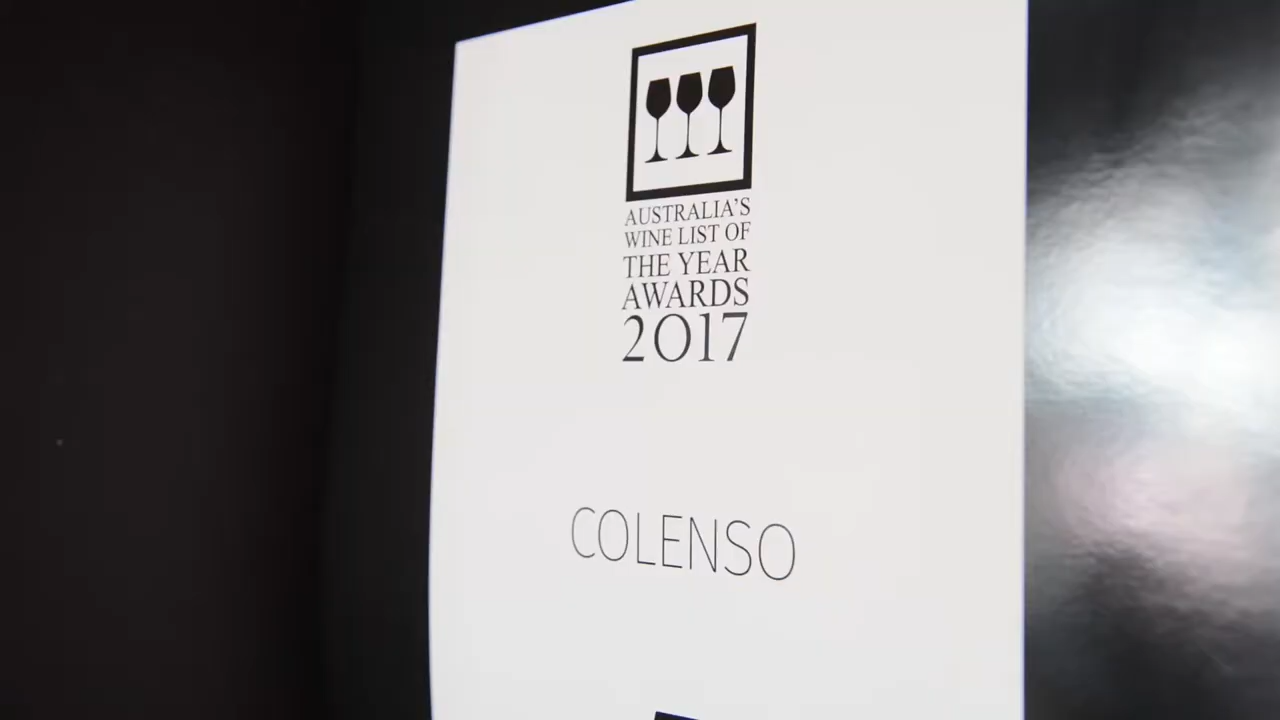 AUSTRALIA'S
WINE LIST OF
THE YEAR
AWARDS
2017
COLENSO